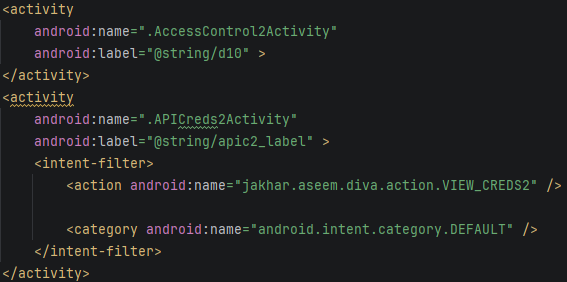 <activity
    android:name=".AccessControl2Activity"
    android:label="@string/d10" >
</activity>
<activity
    android:name=".APICreds2Activity"
    android:label="@string/apic2_label" >
    <intent-filter>
        <action android:name="jakhar.aseem.diva.action.VIEW_CREDS2" />
        <category android:name="android.intent.category.DEFAULT" />
    </intent-filter>
</activity>